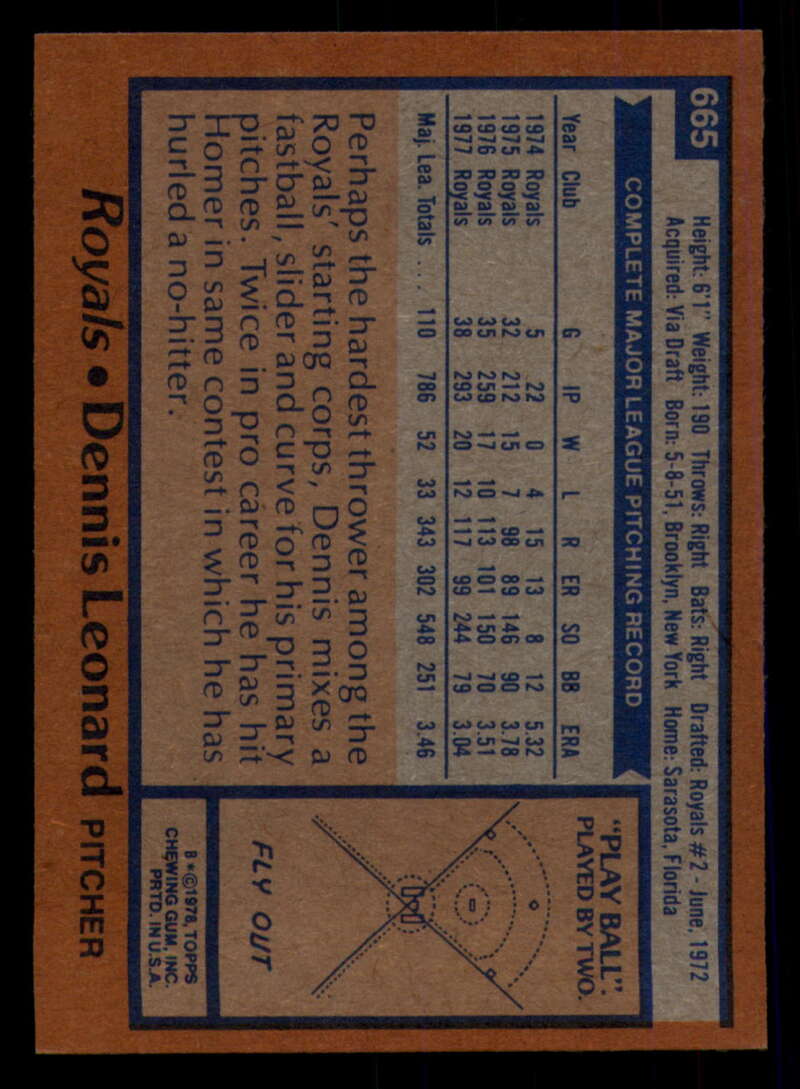 665
Height: 6'1" Weight: 190 Throws: Right Bats: Right Drafted: Royals #2 - June, 1972
Acquired: Via Draft Born: 5-8-51, Brooklyn, New York Home: Sarasota, Florida
COMPLETE MAJOR LEAGUE PITCHING RECORD
Year Club G IP W L R ER SO BB ERA
1974 Royals 5 22 0 4 15 13 8 12 5.32
1975 Royals 32 212 15 7 98 89 146 90 3.78
1976 Royals 35 259 17 10 113 101 150 70 3.51
1977 Royals 38 293 20 12 117 99 244 79 3.04
Maj. Lea. Totals .... 110 786 52 33 343 302 548 251 3.46
Perhaps the hardest thrower among the
Royals' starting corps, Dennis mixes a
fastball, slider and curve for his primary
pitches. Twice in pro career he has hit
Homer in same contest in which he has
hurled a no-hitter.
"PLAY BALL":
PLAYED BY TWO.
FLY OUT
B*©1978, TOPPS
CHEWING GUM, INC.
PRTD. IN U.S.A.
Royals • Dennis Leonard PITCHER